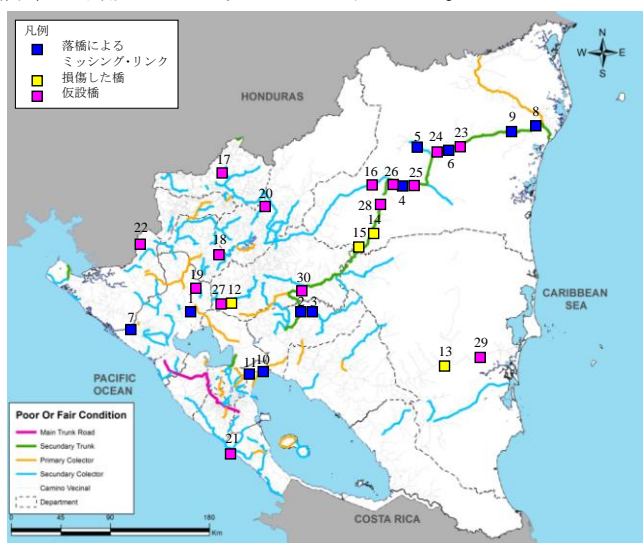 凡例
落橋による
ミッシング・リンク
損傷した橋
仮設橋
N
W
E
S
HONDURAS
8
9
5
24
23
6
17
16
26
25
4
20
28
14
22
18
15
19
30
27
12
1
2
3
CARIBBEAN
SEA
7
29
13
11
10
PACIFIC
OCEAN
21
Poor Or Fair Condition
Main Trunk Road
Secundary Trunk
Primary Colector
Secundary Colector
Camino Vecinal
Department
0
45
90
180
Km
COSTA RICA